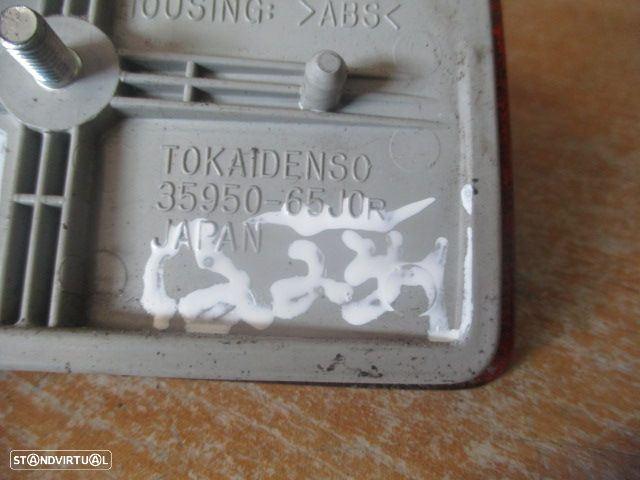 HOUSING: >ABS<
TOKAIDENSO
35950-65J0R
JAPAN
STANDVIRTUAL